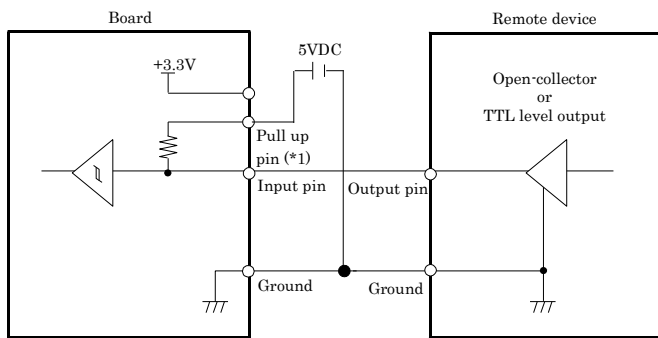 Board
Remote device
+3.3V
5VDC
Open-collector
or
TTL level output
Pull up
pin (*1)
Input pin
Output pin
Ground
Ground